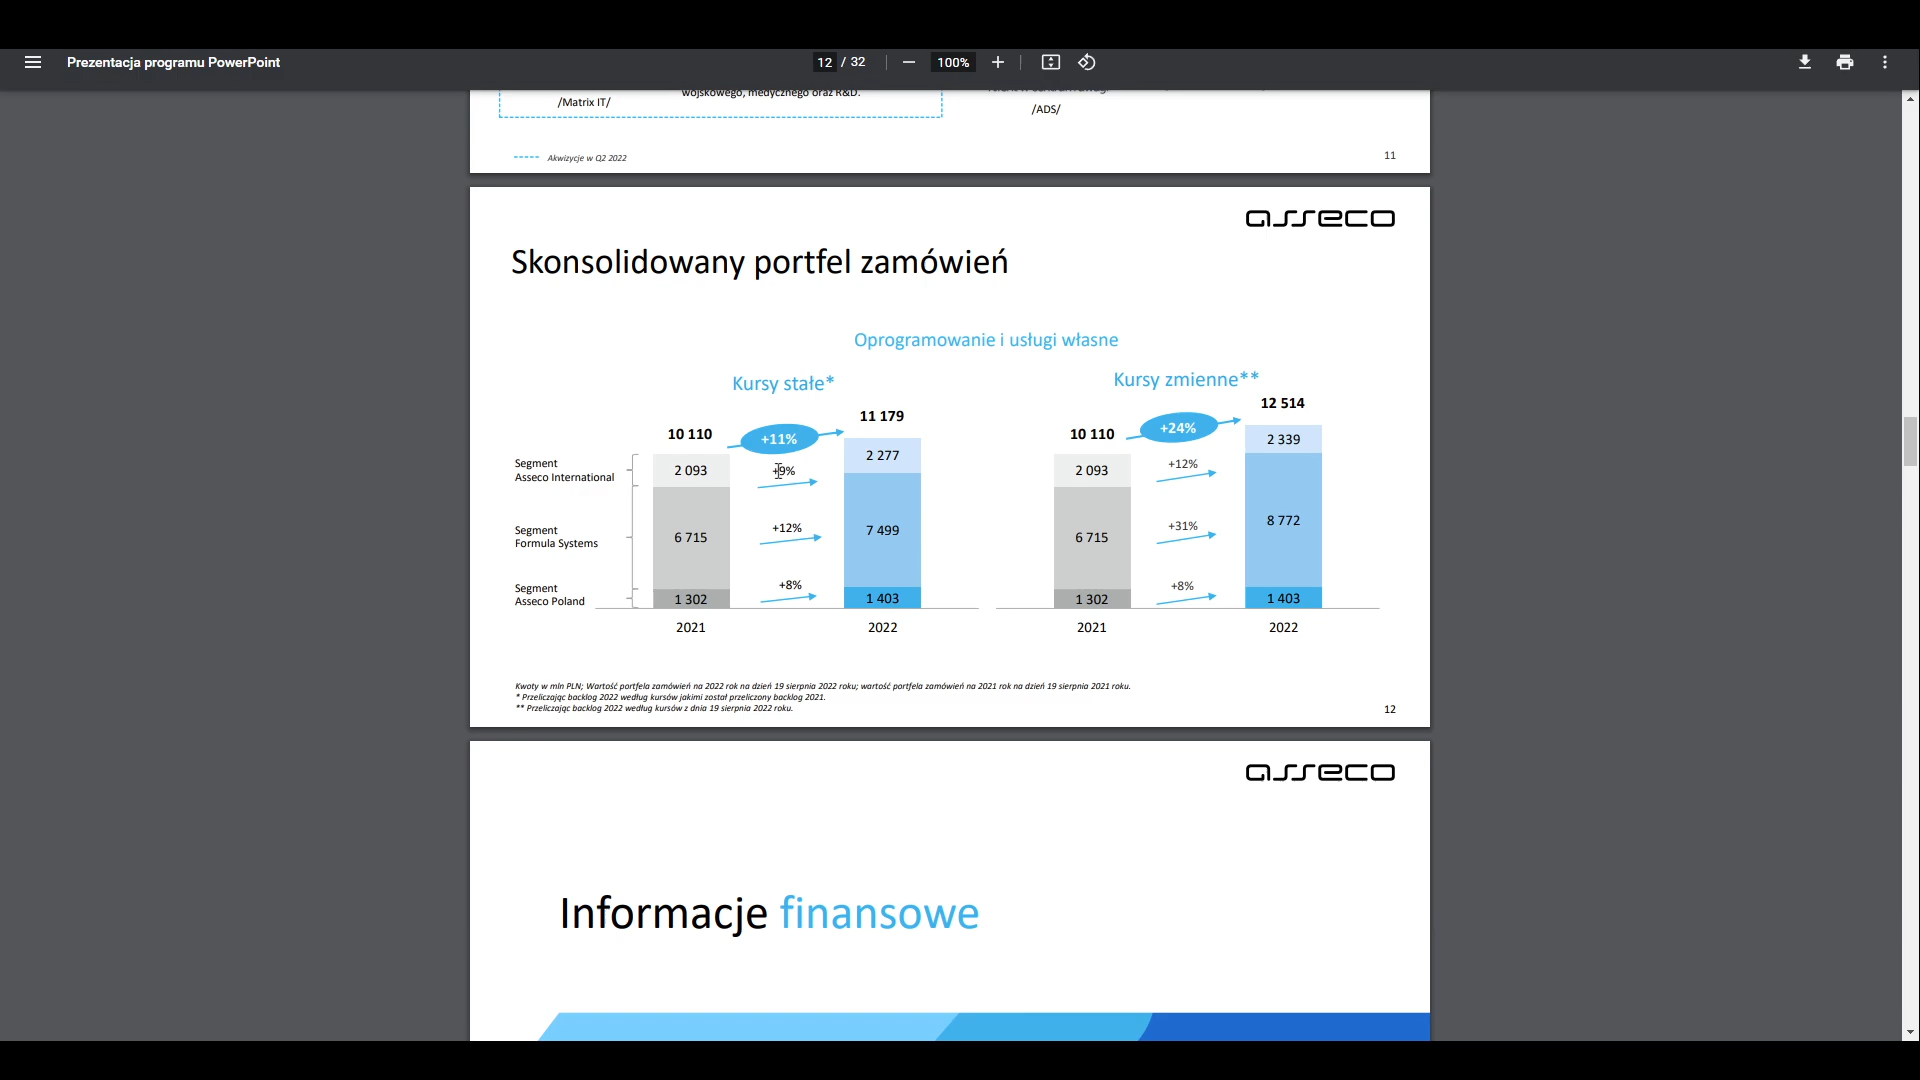 Prezentacja programu PowerPoint
12 / 32
100%
/Matrix IT/
wojskowego, medycznego oraz R&D.
/ADS/
Akwizycje w Q2 2022
11
asseco
Skonsolidowany portfel zamówień
Oprogramowanie i usługi własne
Kursy stałe*
Kursy zmienne**
10 110
+11%
11 179
10 110
+24%
12 514
Segment
Asseco International
2 093
+9%
2 277
2 093
+12%
2 339
Segment
Formula Systems
6 715
+12%
7 499
6 715
+31%
8 772
Segment
Asseco Poland
1 302
+8%
1 403
1 302
+8%
1 403
2021
2022
2021
2022
Kwoty w mln PLN; Wartość portfela zamówień na 2022 rok na dzień 19 sierpnia 2022 roku; wartość portfela zamówień na 2021 rok na dzień 19 sierpnia 2021 roku.
* Przeliczając backlog 2022 według kursów jakimi został przeliczony backlog 2021.
** Przeliczając backlog 2022 według kursów z dnia 19 sierpnia 2022 roku.
12
asseco
Informacje finansowe